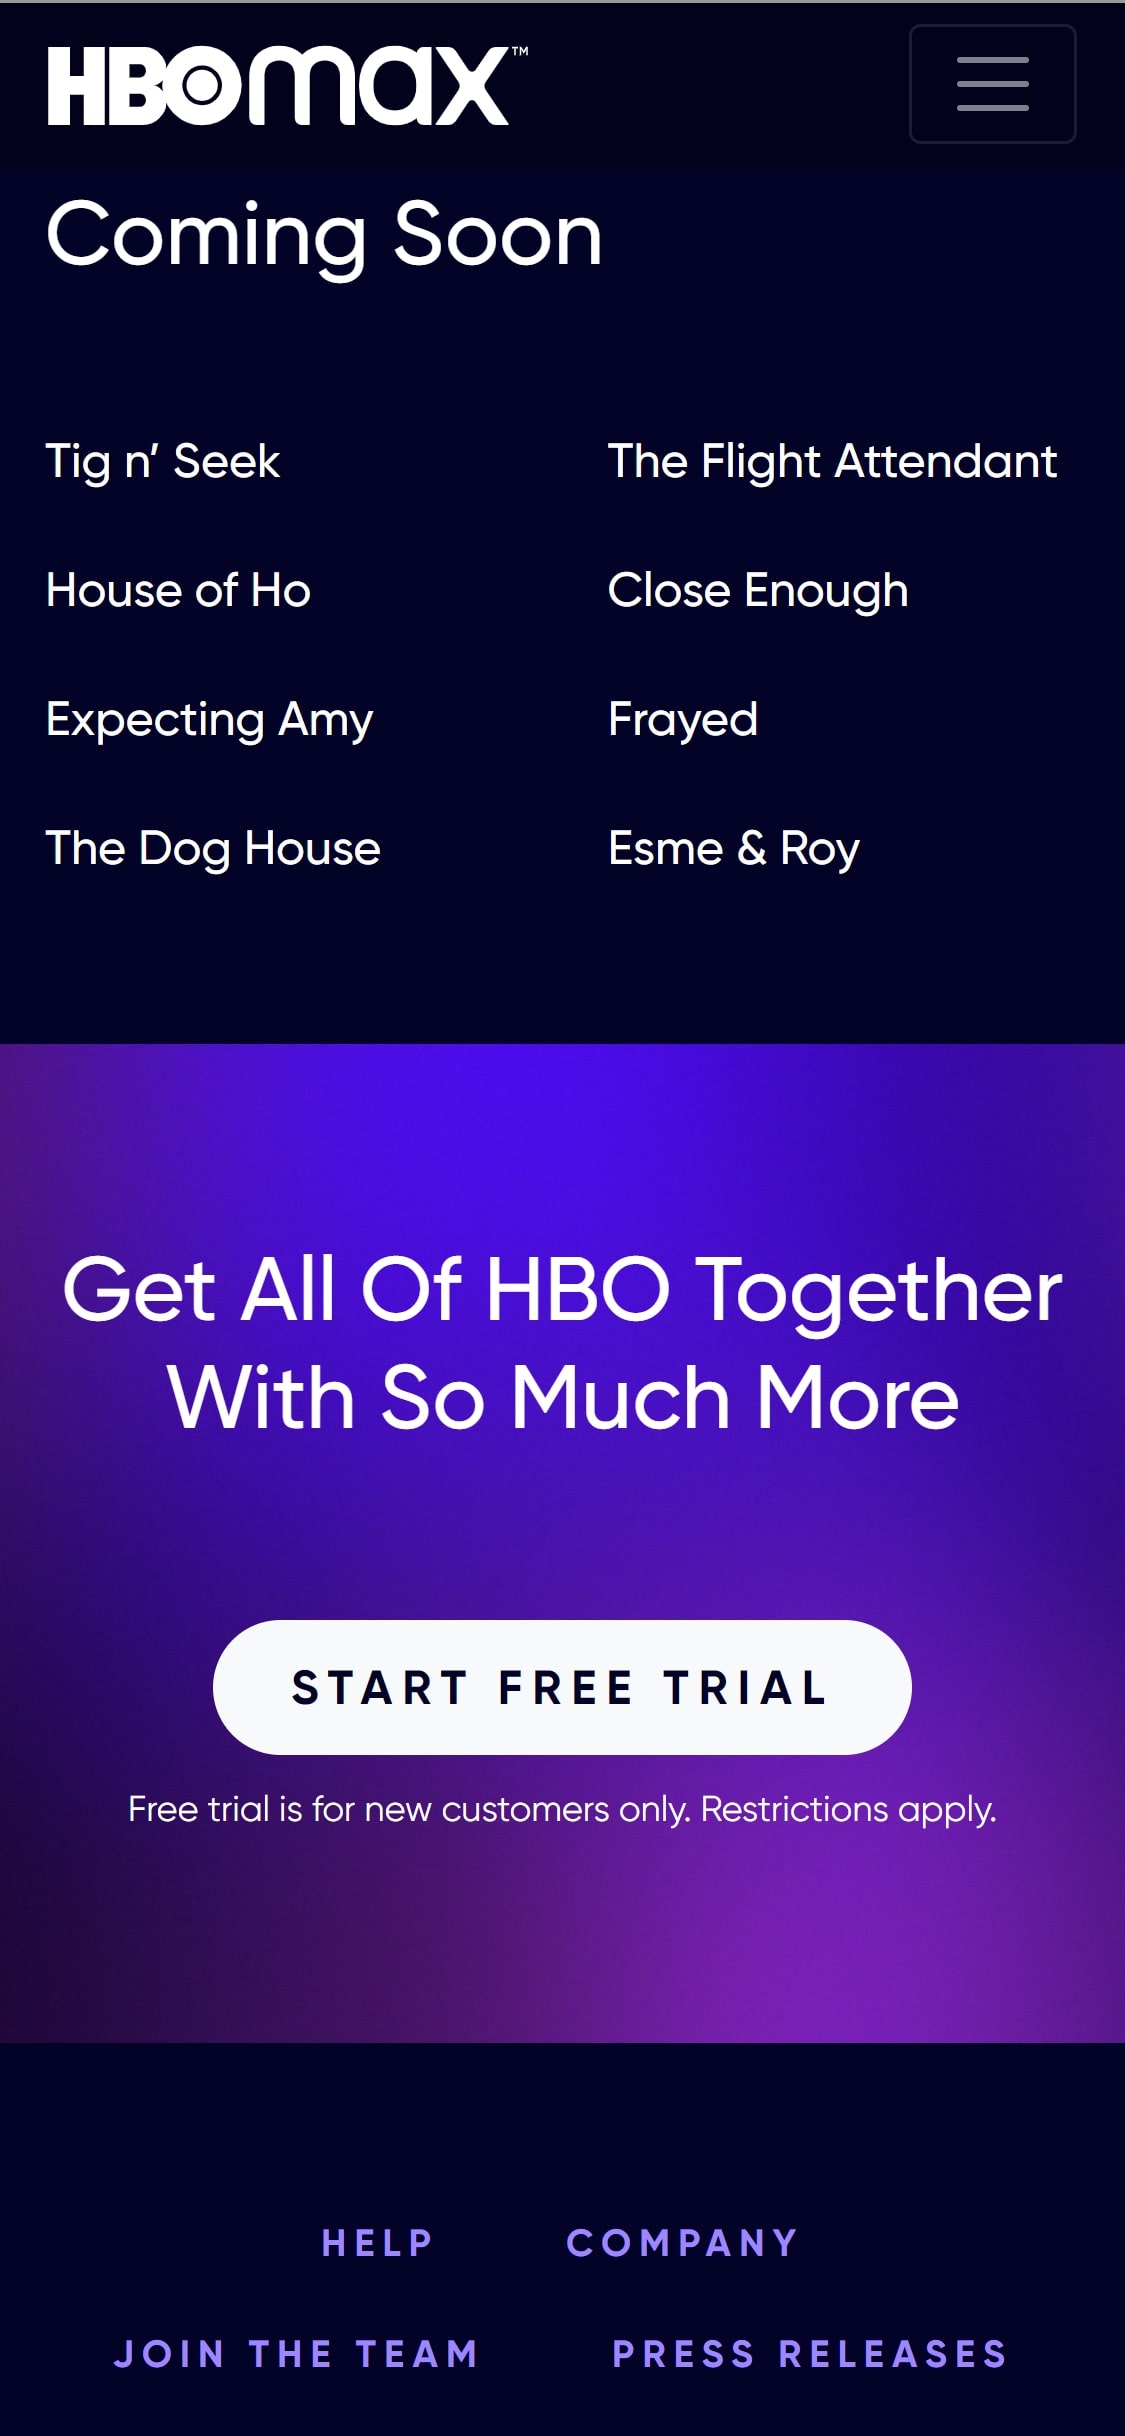 HBOmax™
Coming Soon
Tig n’ Seek
The Flight Attendant
House of Ho
Close Enough
Expecting Amy
Frayed
The Dog House
Esme & Roy
Get All Of HBO Together
With So Much More
START FREE TRIAL
Free trial is for new customers only. Restrictions apply.
HELP
COMPANY
JOIN THE TEAM
PRESS RELEASES